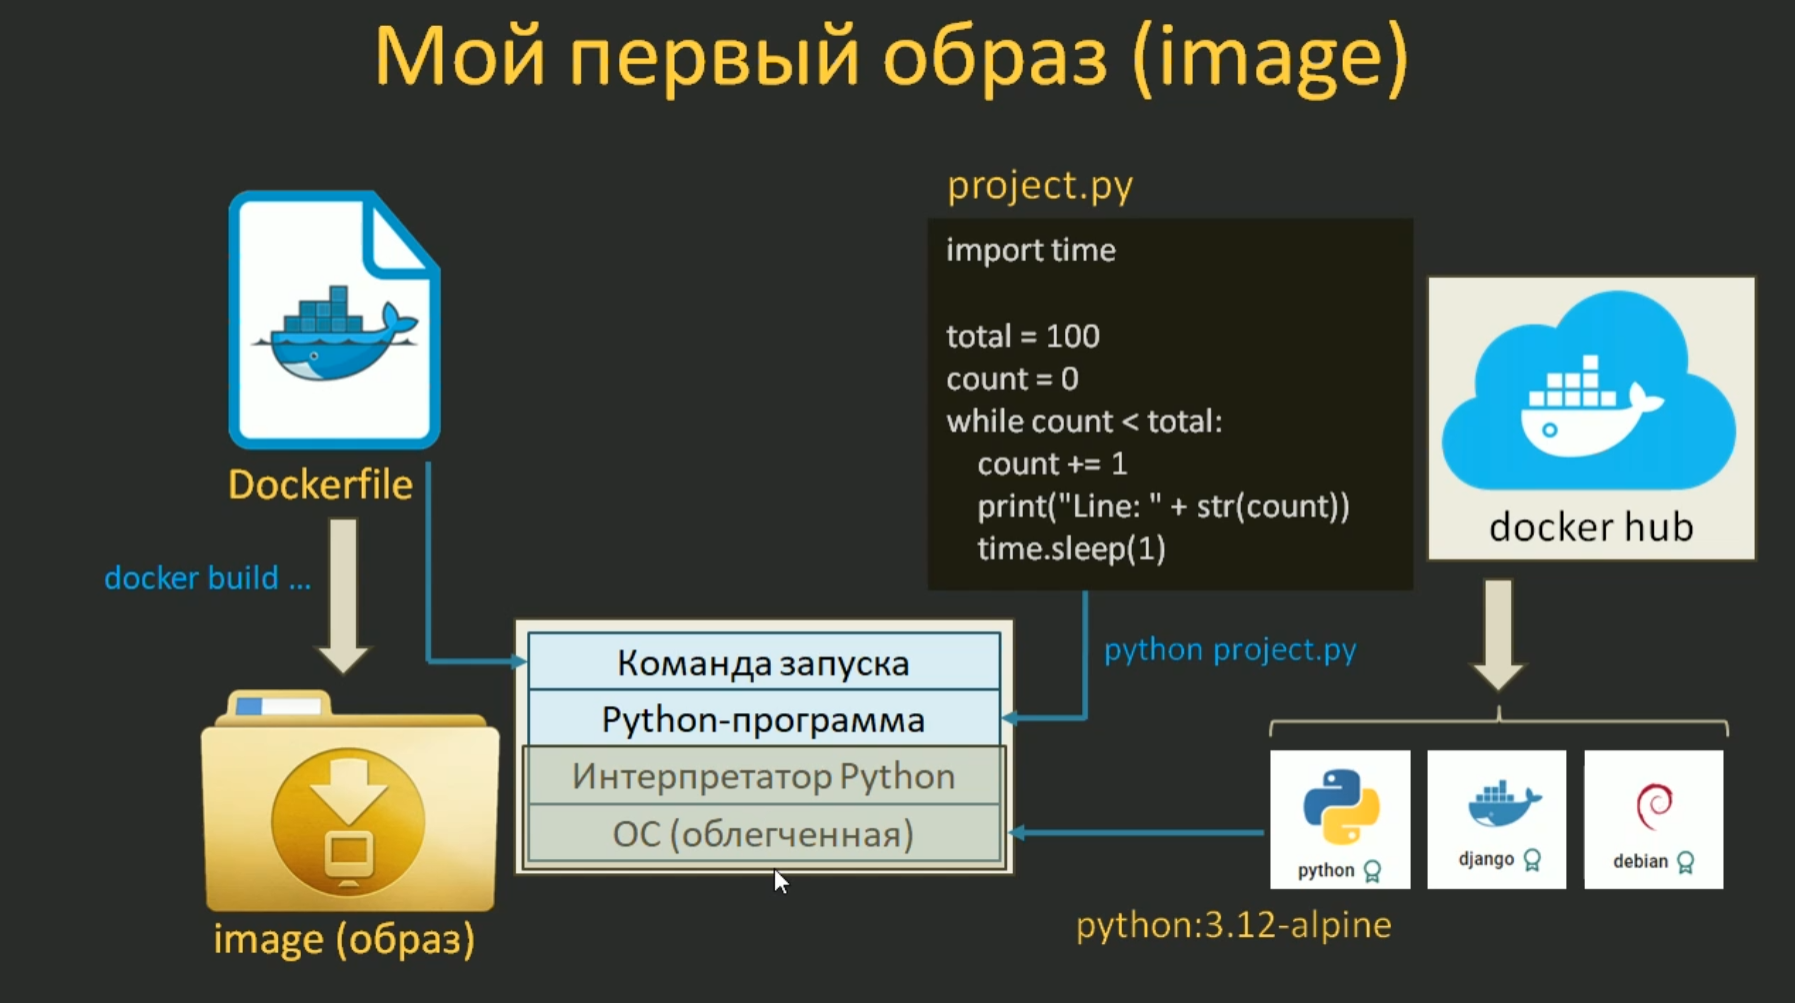 Мой первый образ (image)
project.py
import time
total = 100
count = 0
while count < total:
count += 1
print("Line: " + str(count))
time.sleep(1)
docker hub
Dockerfile
docker build ...
python project.py
Команда запуска
Python-программа
Интерпретатор Python
ОС (облегченная)
python
django
debian
python:3.12-alpine
image (образ)